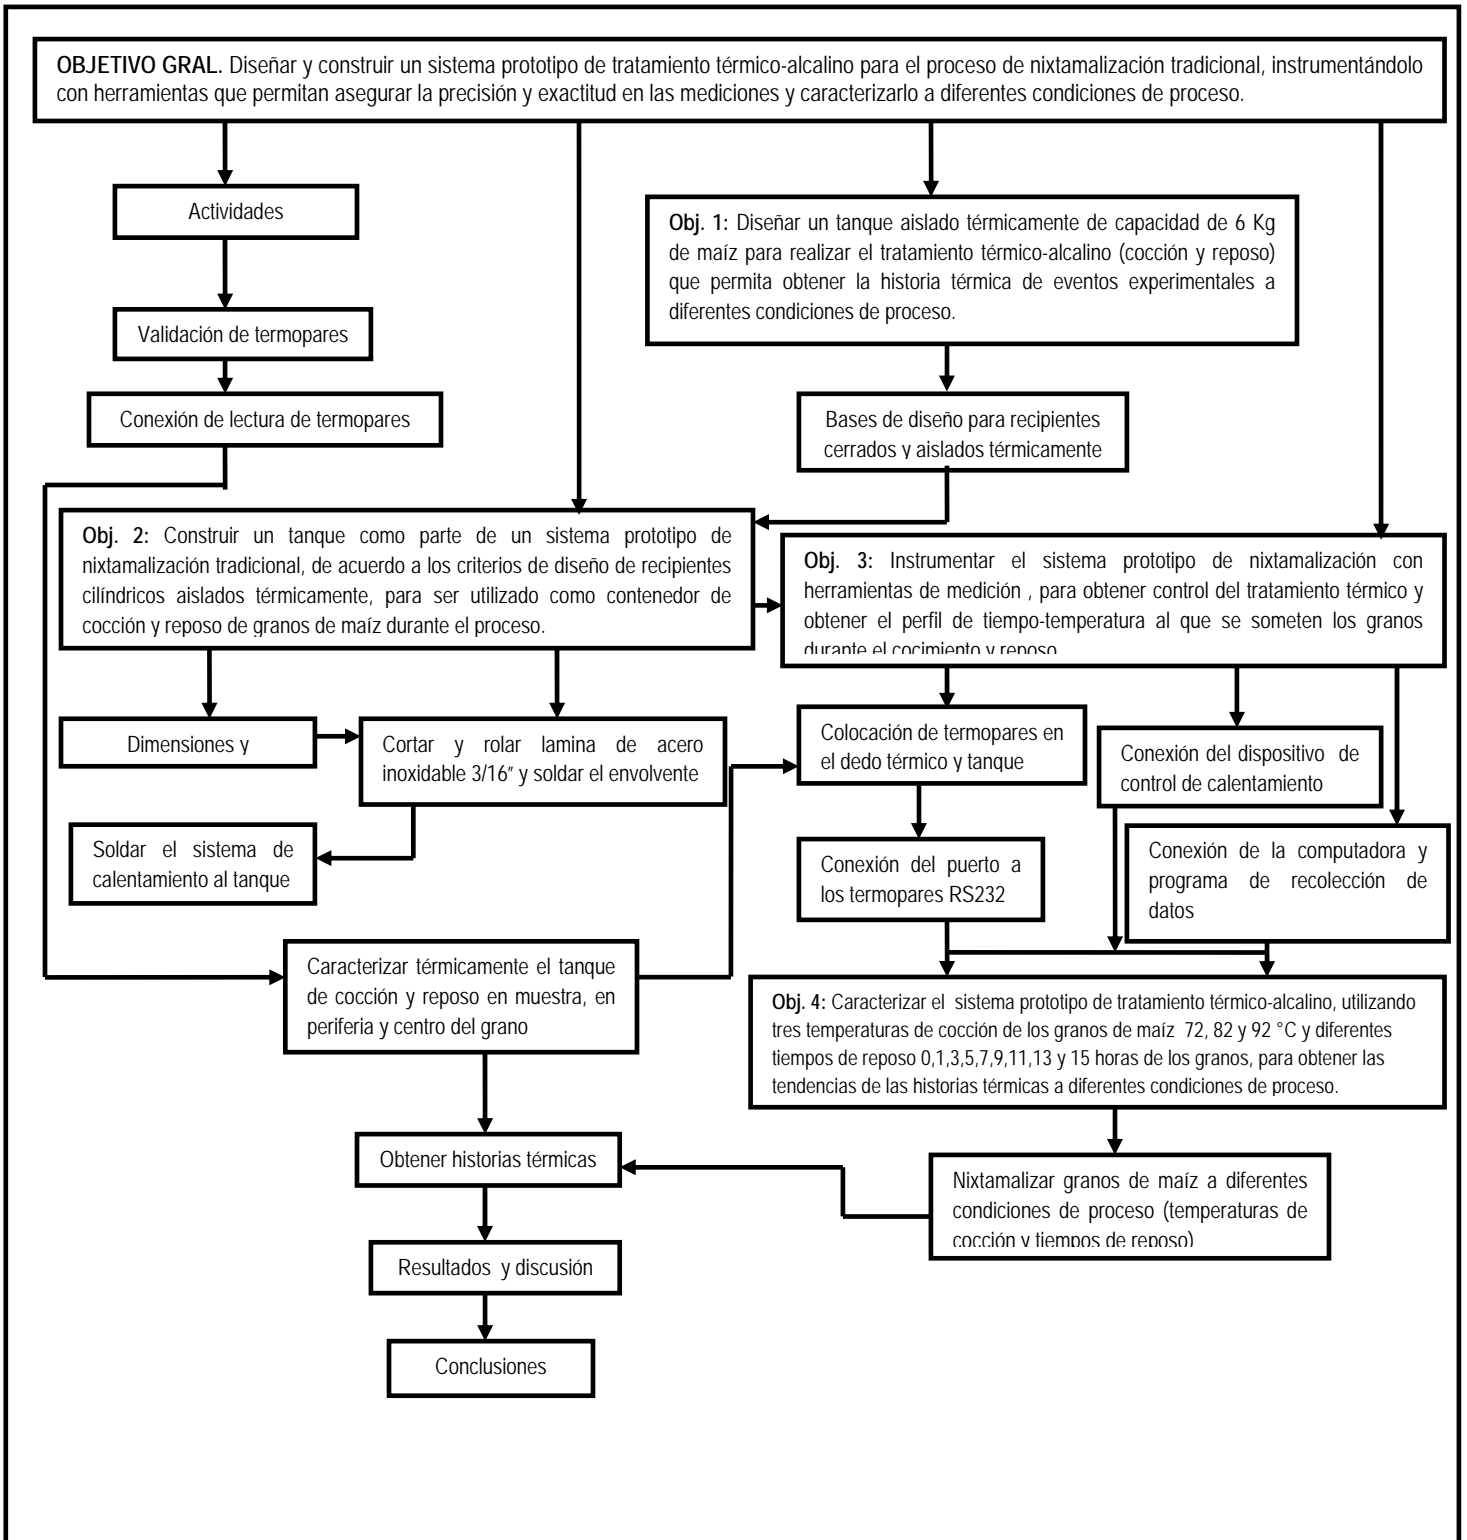 OBJETIVO GRAL. Diseñar y construir un sistema prototipo de tratamiento térmico-alcalino para el proceso de nixtamalización tradicional, instrumentándolo
con herramientas que permitan asegurar la precisión y exactitud en las mediciones y caracterizarlo a diferentes condiciones de proceso.
Actividades
Obj. 1: Diseñar un tanque aislado térmicamente de capacidad de 6 Kg
de maíz para realizar el tratamiento térmico-alcalino (cocción y reposo)
que permita obtener la historia térmica de eventos experimentales a
diferentes condiciones de proceso.
Validación de termopares
Conexión de lectura de termopares
Bases de diseño para recipientes
cerrados y aislados térmicamente
Obj. 2: Construir un tanque como parte de un sistema prototipo de
nixtamalización tradicional, de acuerdo a los criterios de diseño de recipientes
cilíndricos aislados térmicamente, para ser utilizado como contenedor de
cocción y reposo de granos de maíz durante el proceso.
Obj. 3: Instrumentar el sistema prototipo de nixtamalización con
herramientas de medición , para obtener control del tratamiento térmico y
obtener el perfil de tiempo-temperatura al que se someten los granos
durante el cocimiento y reposo
Dimensiones y
Cortar y rolar lamina de acero
inoxidable 3/16” y soldar el envolvente
Colocación de termopares en
el dedo térmico y tanque
Conexión del dispositivo de
control de calentamiento
Soldar el sistema de
calentamiento al tanque
Conexión del puerto a
los termopares RS232
Conexión de la computadora y
programa de recolección de
datos
Caracterizar térmicamente el tanque
de cocción y reposo en muestra, en
periferia y centro del grano
Obj. 4: Caracterizar el sistema prototipo de tratamiento térmico-alcalino, utilizando
tres temperaturas de cocción de los granos de maíz 72, 82 y 92 °C y diferentes
tiempos de reposo 0,1,3,5,7,9,11,13 y 15 horas de los granos, para obtener las
tendencias de las historias térmicas a diferentes condiciones de proceso.
Obtener historias térmicas
Nixtamalizar granos de maíz a diferentes
condiciones de proceso (temperaturas de
cocción y tiempos de reposo)
Resultados y discusión
Conclusiones